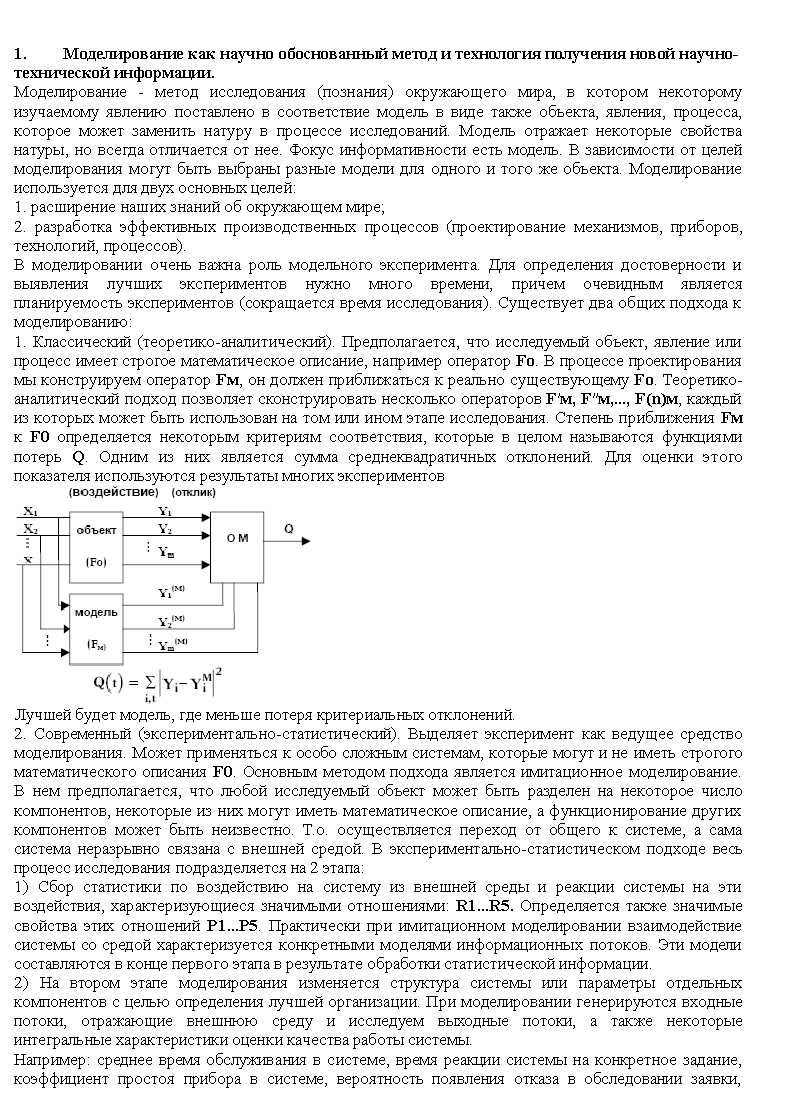 1. Моделирование как научно обоснованный метод и технология получения новой научно-
технической информации.
Моделирование - метод исследования (познания) окружающего мира, в котором некоторому
изучаемому явлению поставлено в соответствие модель в виде также объекта, явления, процесса,
которое может заменить натуру в процессе исследований. Модель отражает некоторые свойства
натуры, но всегда отличается от нее. Фокус информативности есть модель. В зависимости от целей
моделирования могут быть выбраны разные модели для одного и того же объекта. Моделирование
используется для двух основных целей:
1. расширение наших знаний об окружающем мире;
2. разработка эффективных производственных процессов (проектирование механизмов, приборов,
технологий, процессов).
В моделировании очень важна роль модельного эксперимента. Для определения достоверности и
выявления лучших экспериментов нужно много времени, причем очевидным является
планируемость экспериментов (сокращается время исследования). Существует два общих подхода к
моделированию:
1. Классический (теоретико-аналитический). Предполагается, что исследуемый объект, явление или
процесс имеет строгое математическое описание, например оператор Fо. В процессе проектирования
мы конструируем оператор Fм, он должен приближаться к реально существующему Fо. Теоретико-
аналитический подход позволяет сконструировать несколько операторов F'м, F''м,..., F(n)м, каждый
из которых может быть использован на том или ином этапе исследования. Степень приближения Fм
к F0 определяется некоторым критериям соответствия, которые в целом называются функциями
потерь Q. Одним из них является сумма среднеквадратичных отклонений. Для оценки этого
показателя используются результаты многих экспериментов
(воздействие) (отклик)
X₁ Y₁
X₂ объект Y₂ О М Q
⋮ ⋮
X (Fо) Yₘ
Y₁⁽ᴹ⁾
модель
Y₂⁽ᴹ⁾
⋮ (Fₘ) ⋮ Yₘ⁽ᴹ⁾
Q(t) = Σ i,t |Yᵢ – Yᵢᴹ|²
Лучшей будет модель, где меньше потеря критериальных отклонений.
2. Современный (экспериментально-статистический). Выделяет эксперимент как ведущее средство
моделирования. Может применяться к особо сложным системам, которые могут и не иметь строгого
математического описания F0. Основным методом подхода является имитационное моделирование.
В нем предполагается, что любой исследуемый объект может быть разделен на некоторое число
компонентов, некоторые из них могут иметь математическое описание, а функционирование других
компонентов может быть неизвестно. Т.о. осуществляется переход от общего к системе, а сама
система неразрывно связана с внешней средой. В экспериментально-статистическом подходе весь
процесс исследования подразделяется на 2 этапа:
1) Сбор статистики по воздействию на систему из внешней среды и реакции системы на эти
воздействия, характеризующиеся значимыми отношениями: R1...R5. Определяется также значимые
свойства этих отношений P1...P5. Практически при имитационном моделировании взаимодействие
системы со средой характеризуется конкретными моделями информационных потоков. Эти модели
составляются в конце первого этапа в результате обработки статистической информации.
2) На втором этапе моделирования изменяется структура системы или параметры отдельных
компонентов с целью определения лучшей организации. При моделировании генерируются входные
потоки, отражающие внешнюю среду и исследуем выходные потоки, а также некоторые
интегральные характеристики оценки качества работы системы.
Например: среднее время обслуживания в системе, время реакции системы на конкретное задание,
коэффициент простоя прибора в системе, вероятность появления отказа в обследовании заявки,